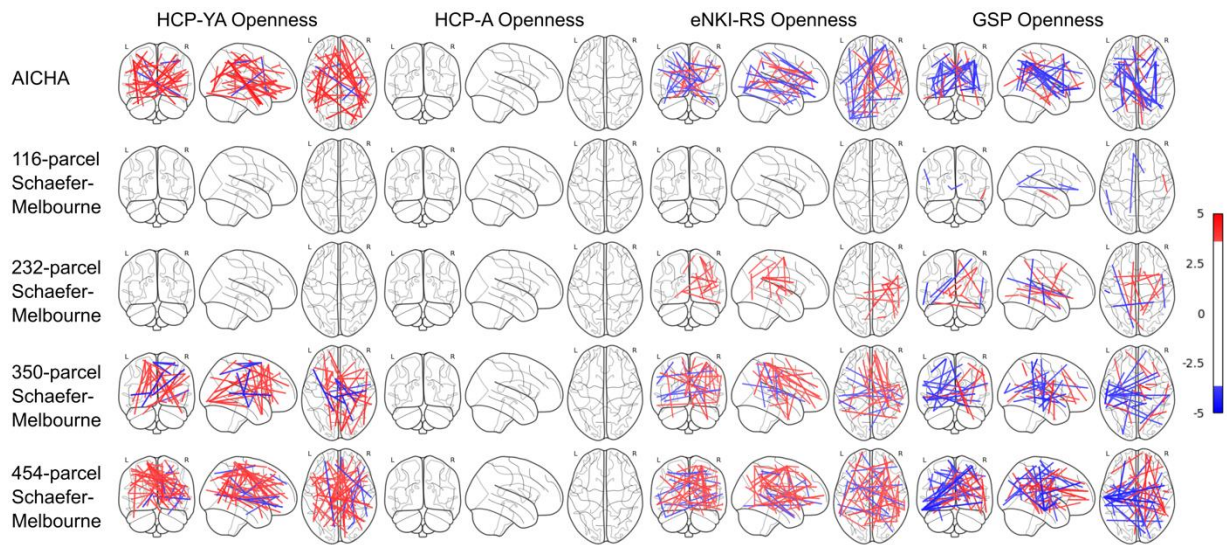 HCP-YA Openness HCP-A Openness eNKI-RS Openness GSP Openness
L R L R L R L R L R L R L R L R
AICHA
L R L R L R L R L R L R L R L R
116-parcel
Schaefer-
Melbourne
5
L R L R L R L R L R L R L R L R
232-parcel
Schaefer-
Melbourne
2.5
0
-2.5
-5
L R L R L R L R L R L R L R L R
350-parcel
Schaefer-
Melbourne
L R L R L R L R L R L R L R L R
454-parcel
Schaefer-
Melbourne